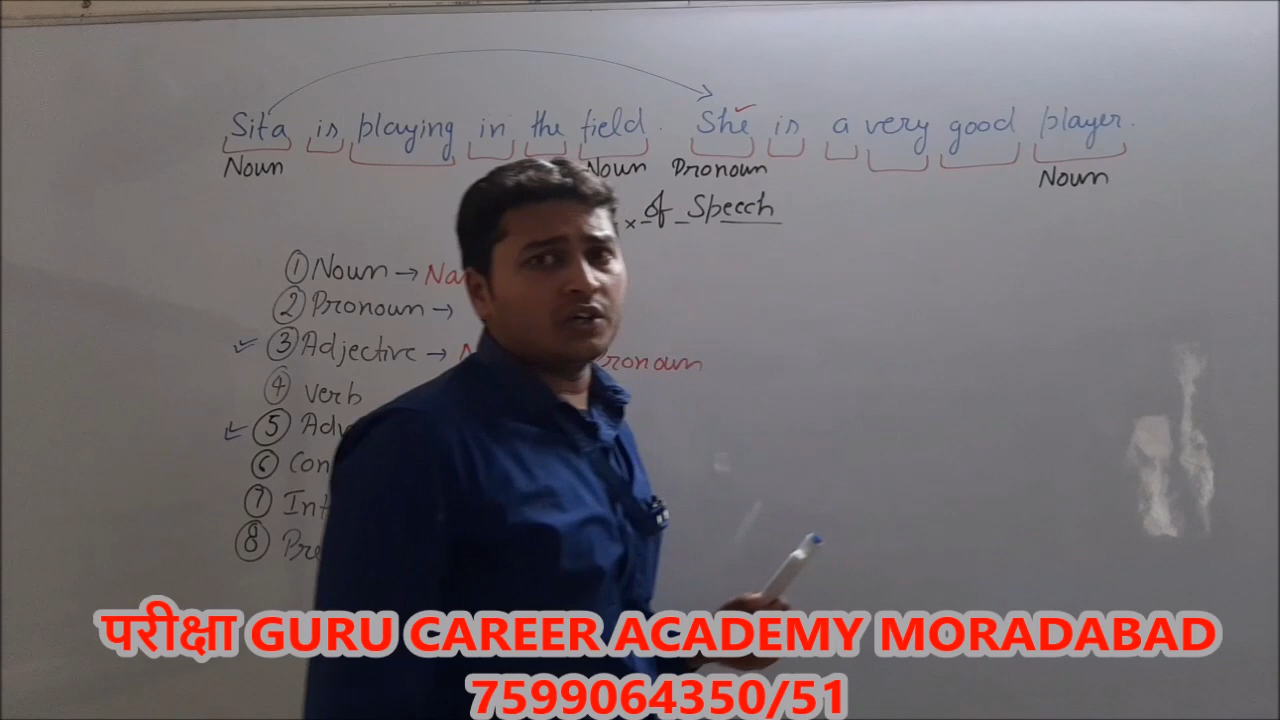 Sita is playing in the field. She is a very good player.
Noun Noun Pronoun Noun
of Speech
① Noun → Na
② Pronoun →
③ Adjective → N ronoun
④ verb
⑤ Adv
⑥ Con
⑦ Int
⑧ Pre
परीक्षा GURU CAREER ACADEMY MORADABAD
7599064350/51